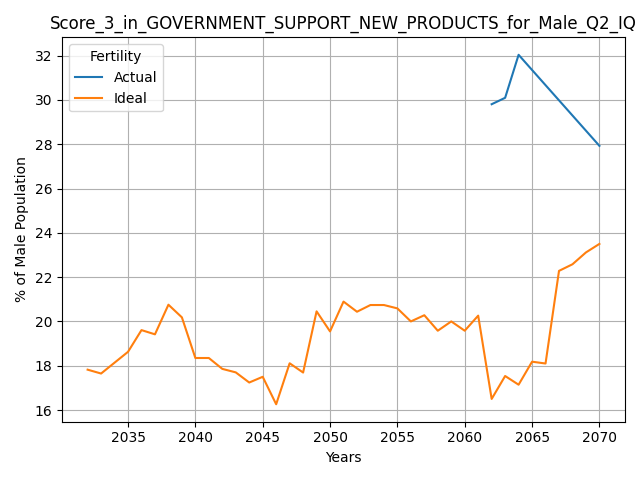 Score_3_in_GOVERNMENT_SUPPORT_NEW_PRODUCTS_for_Male_Q2_IQ
Fertility
Actual
Ideal
% of Male Population
32
30
28
26
24
22
20
18
16
2035 2040 2045 2050 2055 2060 2065 2070
Years